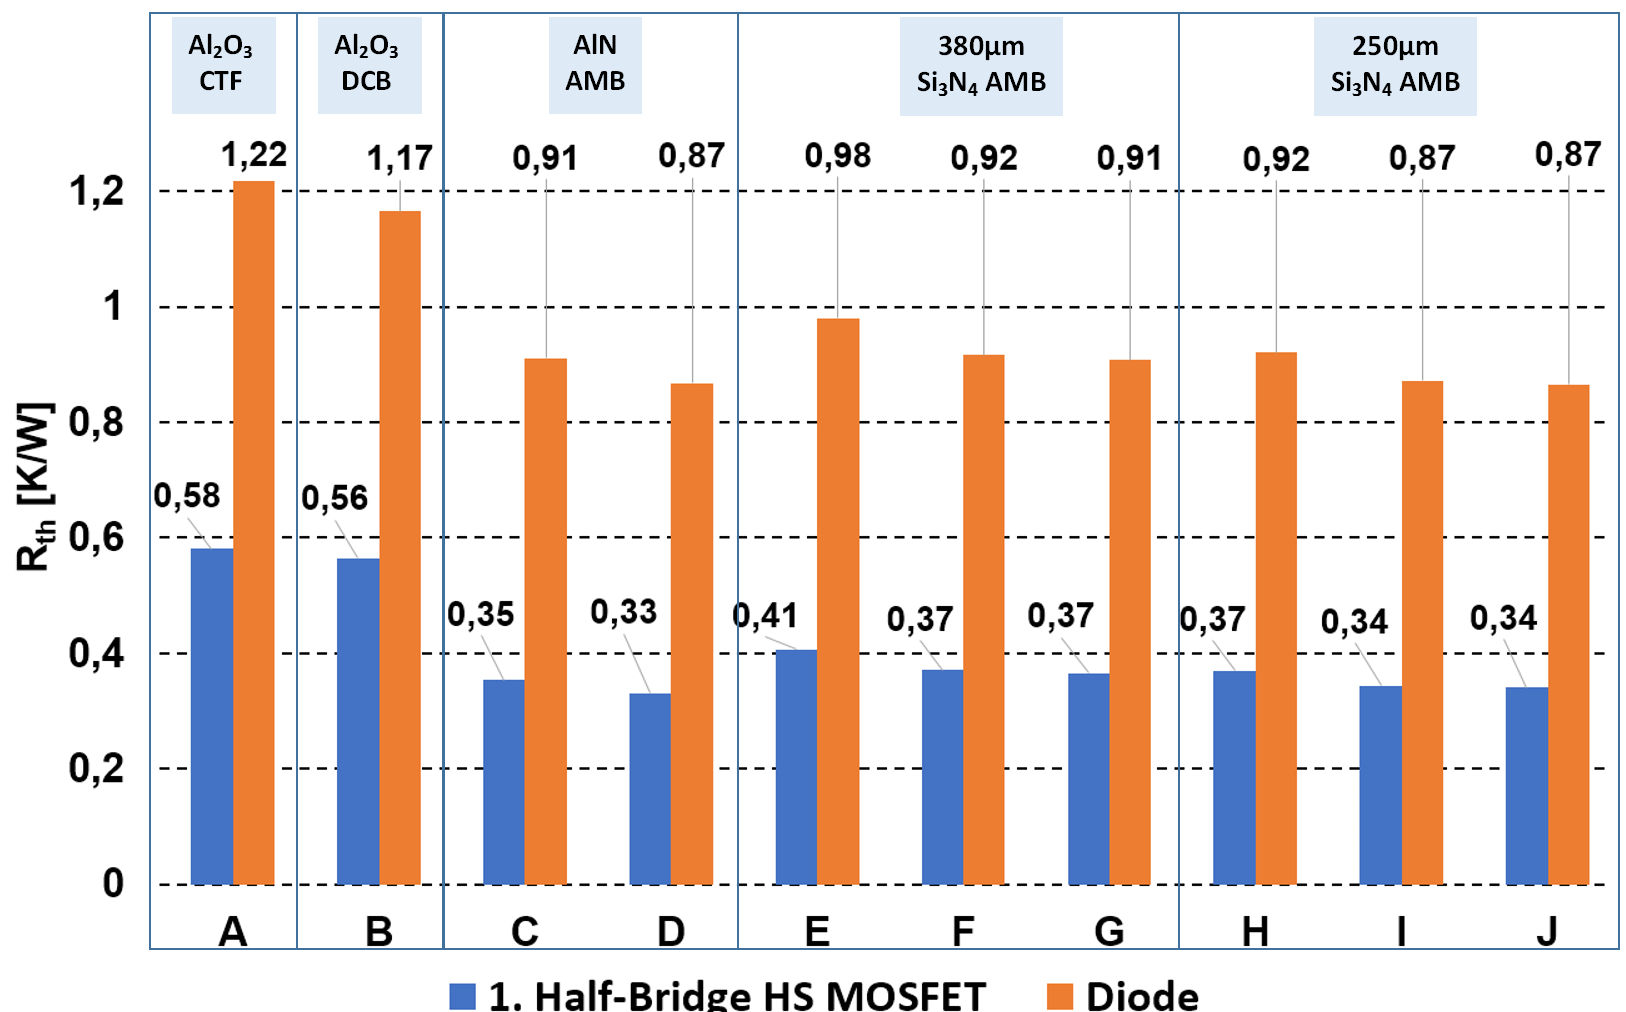 Al₂O₃
CTF
Al₂O₃
DCB
AlN
AMB
380µm
Si₃N₄ AMB
250µm
Si₃N₄ AMB
1,22
1,17
0,91
0,87
0,98
0,92
0,91
0,92
0,87
0,87
1,2
1
0,8
0,6
0,4
0,2
0
Rth [K/W]
0,58
0,56
0,35
0,33
0,41
0,37
0,37
0,37
0,34
0,34
A B C D E F G H I J
1. Half-Bridge HS MOSFET
Diode